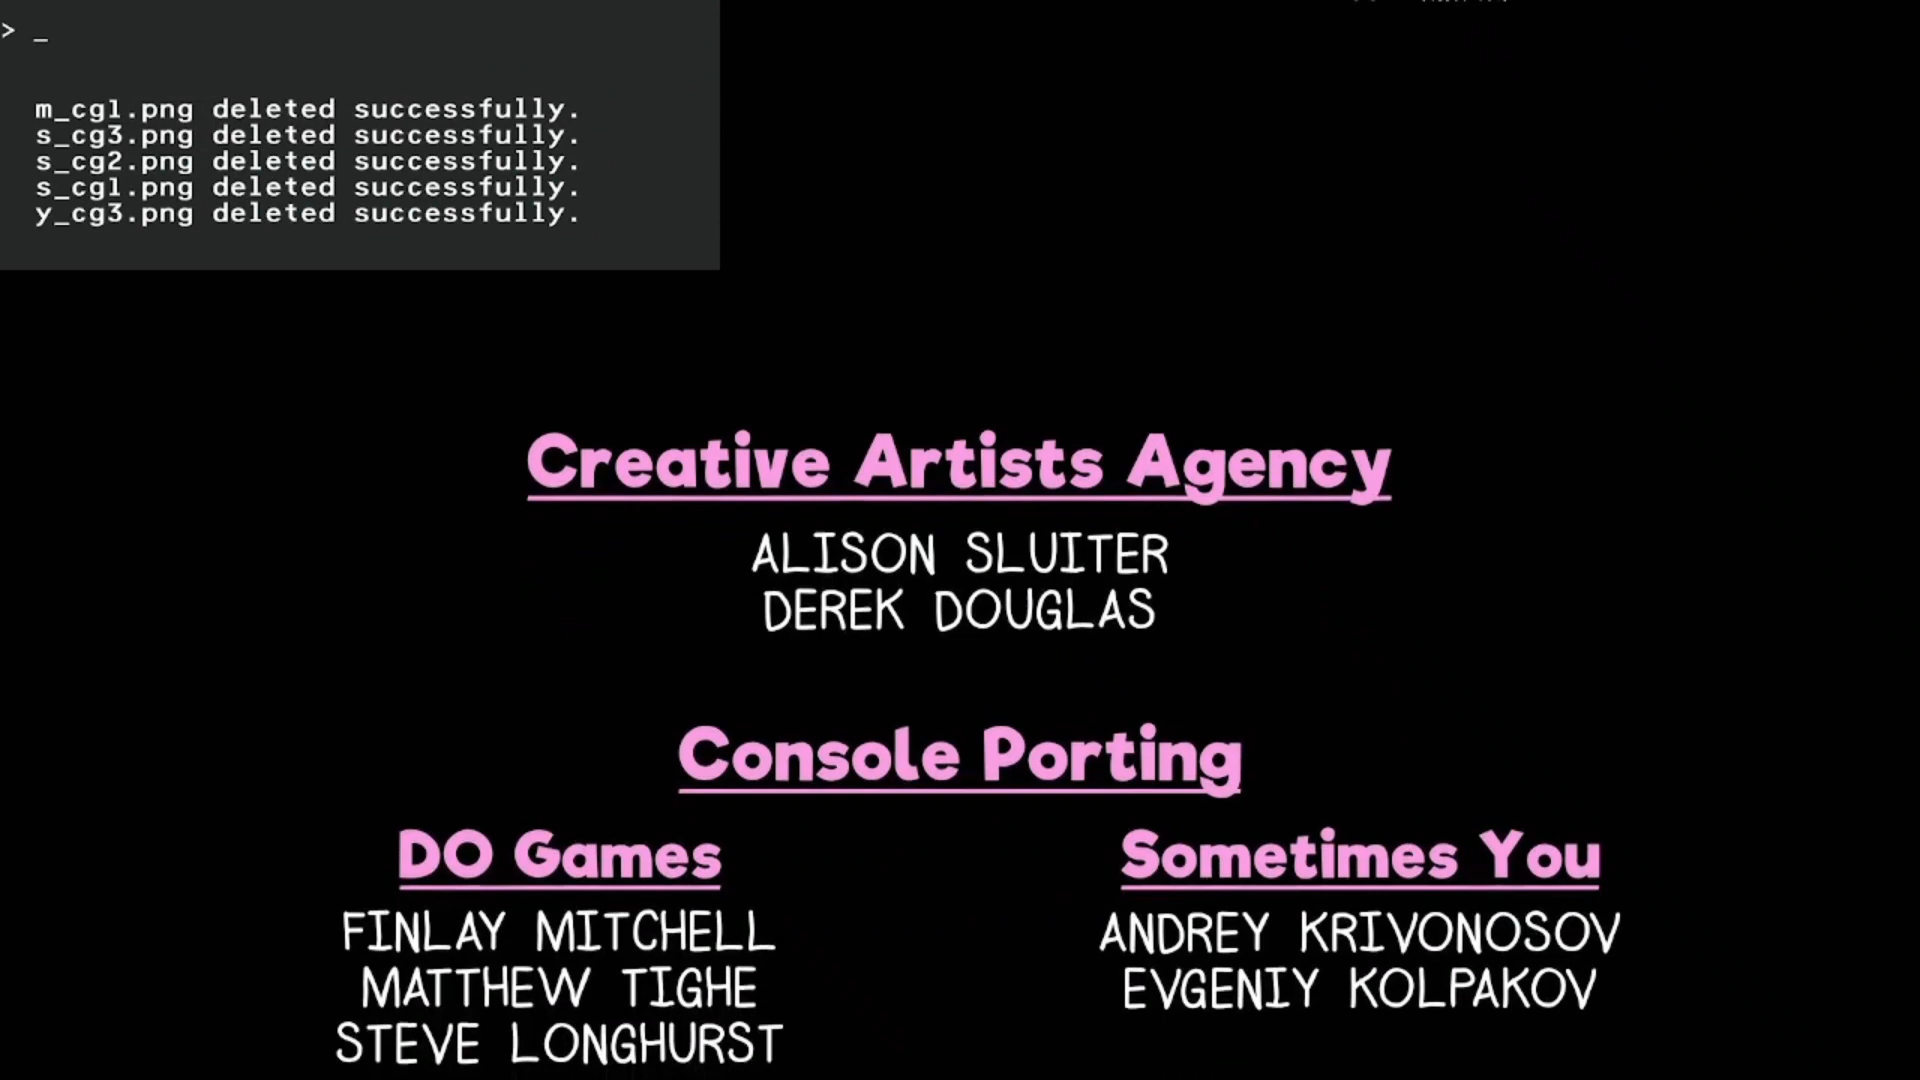 > _
m_cg1.png deleted successfully.
s_cg3.png deleted successfully.
s_cg2.png deleted successfully.
s_cg1.png deleted successfully.
y_cg3.png deleted successfully.
Creative Artists Agency
ALISON SLUITER
DEREK DOUGLAS
Console Porting
DO Games
FINLAY MITCHELL
MATTHEW TIGHE
STEVE LONGHURST
Sometimes You
ANDREY KRIVONOSOV
EVGENIY KOLPAKOV